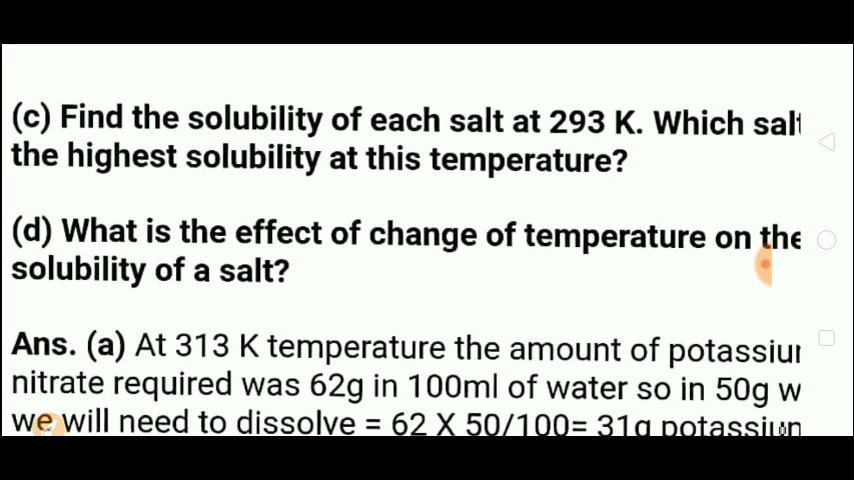 (c) Find the solubility of each salt at 293 K. Which salt
the highest solubility at this temperature?
(d) What is the effect of change of temperature on the
solubility of a salt?
Ans. (a) At 313 K temperature the amount of
nitrate required was 62g in 100ml of water so in 50g
we will need to dissolve = 62 X 50/100= 31g